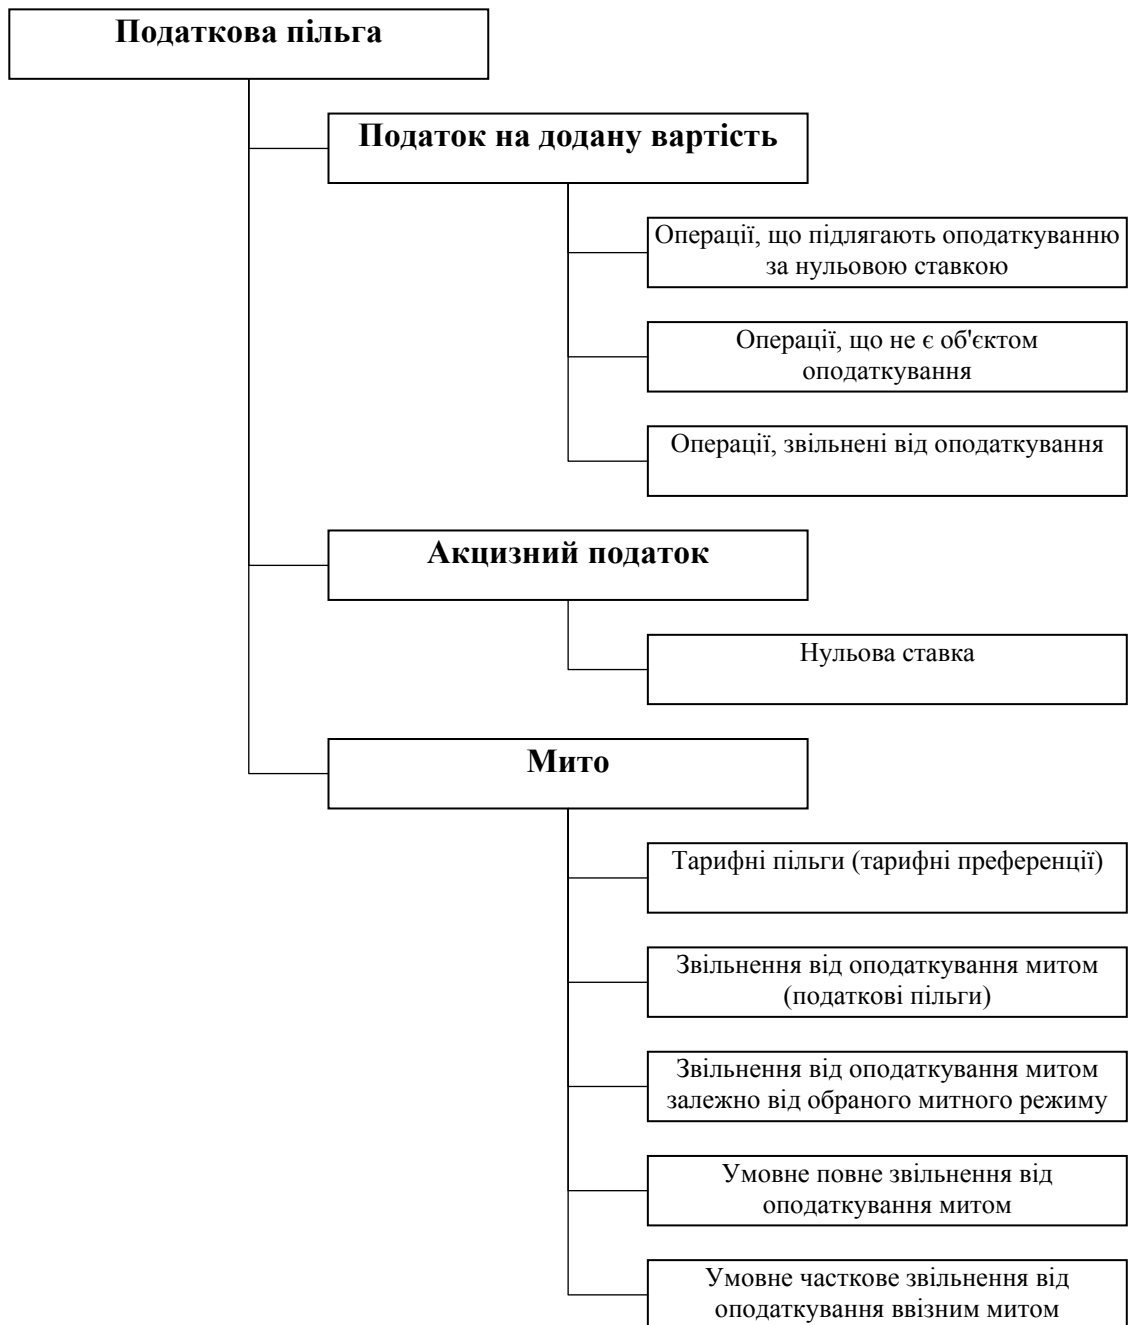 Податкова пільга
Податок на додану вартість
Операції, що підлягають оподаткуванню
за нульовою ставкою
Операції, що не є об'єктом
оподаткування
Операції, звільнені від оподаткування
Акцизний податок
Нульова ставка
Мито
Тарифні пільги (тарифні преференції)
Звільнення від оподаткування митом
(податкові пільги)
Звільнення від оподаткування митом
залежно від обраного митного режиму
Умовне повне звільнення від
оподаткування митом
Умовне часткове звільнення від
оподаткування ввізним митом